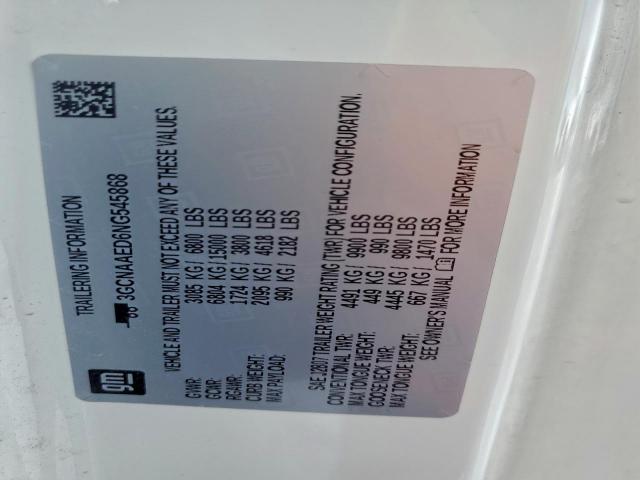 gm
TRAILERING INFORMATION
3GCNAAED6NG545868
VEHICLE AND TRAILER MUST NOT EXCEED ANY OF THESE VALUES.
GVWR: 3085 KG / 6800 LBS
GCWR: 6804 KG / 15000 LBS
RGAWR: 1724 KG / 3800 LBS
CURB WEIGHT: 2095 KG / 4618 LBS
MAX PAYLOAD: 990 KG / 2182 LBS
SAE J2807 TRAILER WEIGHT RATING (TWR) FOR VEHICLE CONFIGURATION.
CONVENTIONAL TWR: 4491 KG / 9900 LBS
MAX TONGUE WEIGHT: 449 KG / 990 LBS
GOOSENECK TWR: 4445 KG / 9800 LBS
MAX TONGUE WEIGHT: 667 KG / 1470 LBS
SEE OWNER'S MANUAL FOR MORE INFORMATION